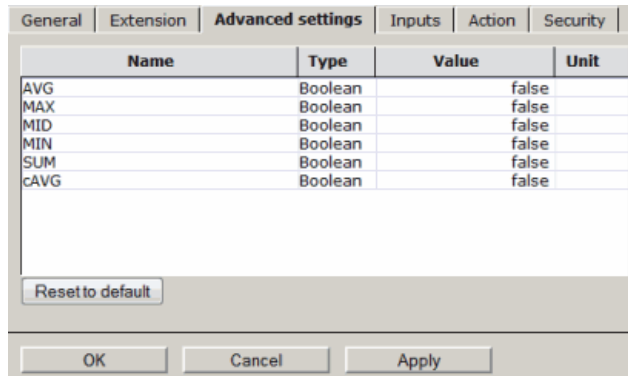 General Extension Advanced settings Inputs Action Security
Name Type Value Unit
AVG Boolean false
MAX Boolean false
MID Boolean false
MIN Boolean false
SUM Boolean false
cAVG Boolean false
Reset to default
OK Cancel Apply